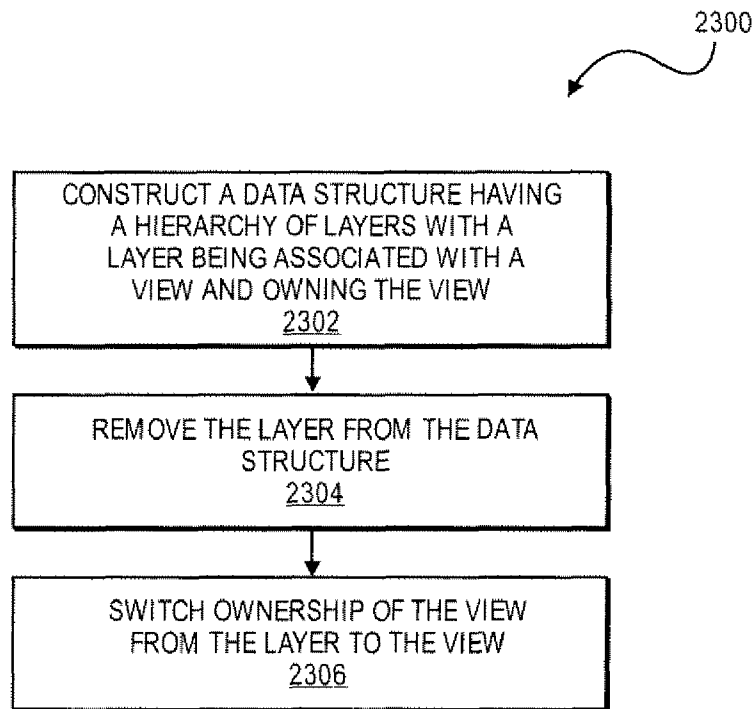 2300
CONSTRUCT A DATA STRUCTURE HAVING
A HIERARCHY OF LAYERS WITH A
LAYER BEING ASSOCIATED WITH A
VIEW AND OWNING THE VIEW
2302
REMOVE THE LAYER FROM THE DATA
STRUCTURE
2304
SWITCH OWNERSHIP OF THE VIEW
FROM THE LAYER TO THE VIEW
2306